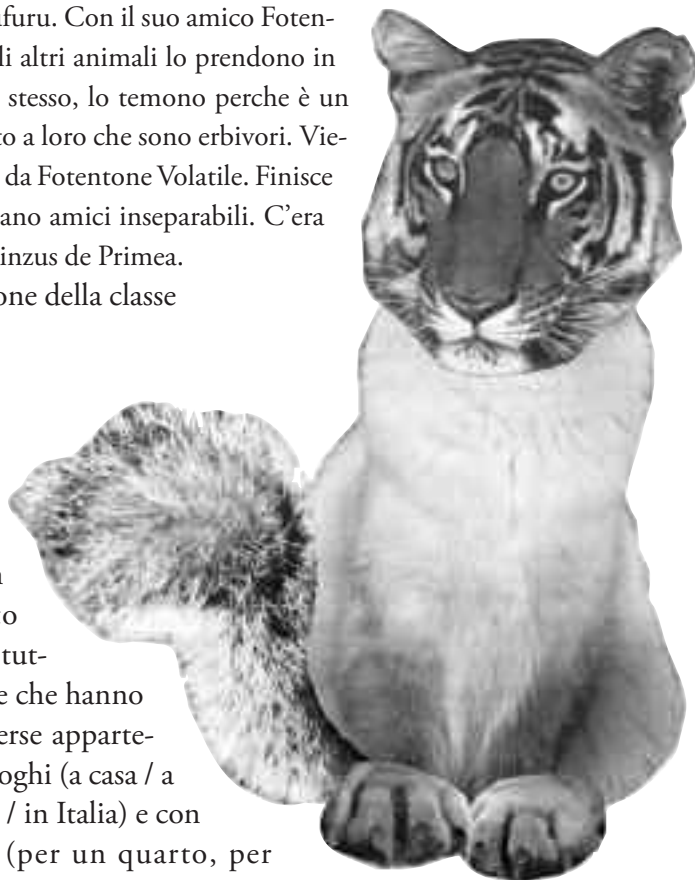 ifuru. Con il suo amico Foten-
li altri animali lo prendono in
stesso, lo temono perche è un
to a loro che sono erbivori. Vie-
da Fotentone Volatile. Finisce
ano amici inseparabili. C'era
inzus de Primea.
one della classe
tut-
e che hanno
erse apparte-
oghi (a casa / a
/ in Italia) e con
(per un quarto, per